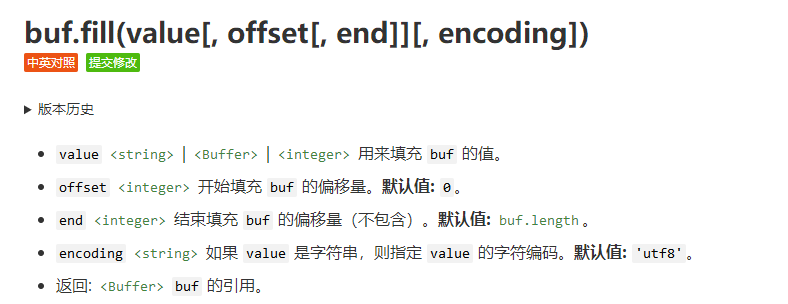 buf.fill(value[, offset[, end]][, encoding])
中英对照 提交修改
▶ 版本历史
• value <string> | <Buffer> | <integer> 用来填充 buf 的值。
• offset <integer> 开始填充 buf 的偏移量。默认值: 0。
• end <integer> 结束填充 buf 的偏移量（不包含）。默认值: buf.length。
• encoding <string> 如果 value 是字符串，则指定 value 的字符编码。默认值: 'utf8'。
• 返回: <Buffer> buf 的引用。